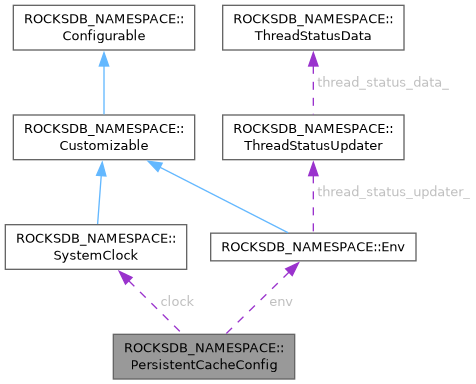 ROCKSDB_NAMESPACE::
Configurable
ROCKSDB_NAMESPACE::
ThreadStatusData
thread_status_data_
ROCKSDB_NAMESPACE::
Customizable
ROCKSDB_NAMESPACE::
ThreadStatusUpdater
thread_status_updater_
ROCKSDB_NAMESPACE::
SystemClock
ROCKSDB_NAMESPACE::Env
clock
env
ROCKSDB_NAMESPACE::
PersistentCacheConfig